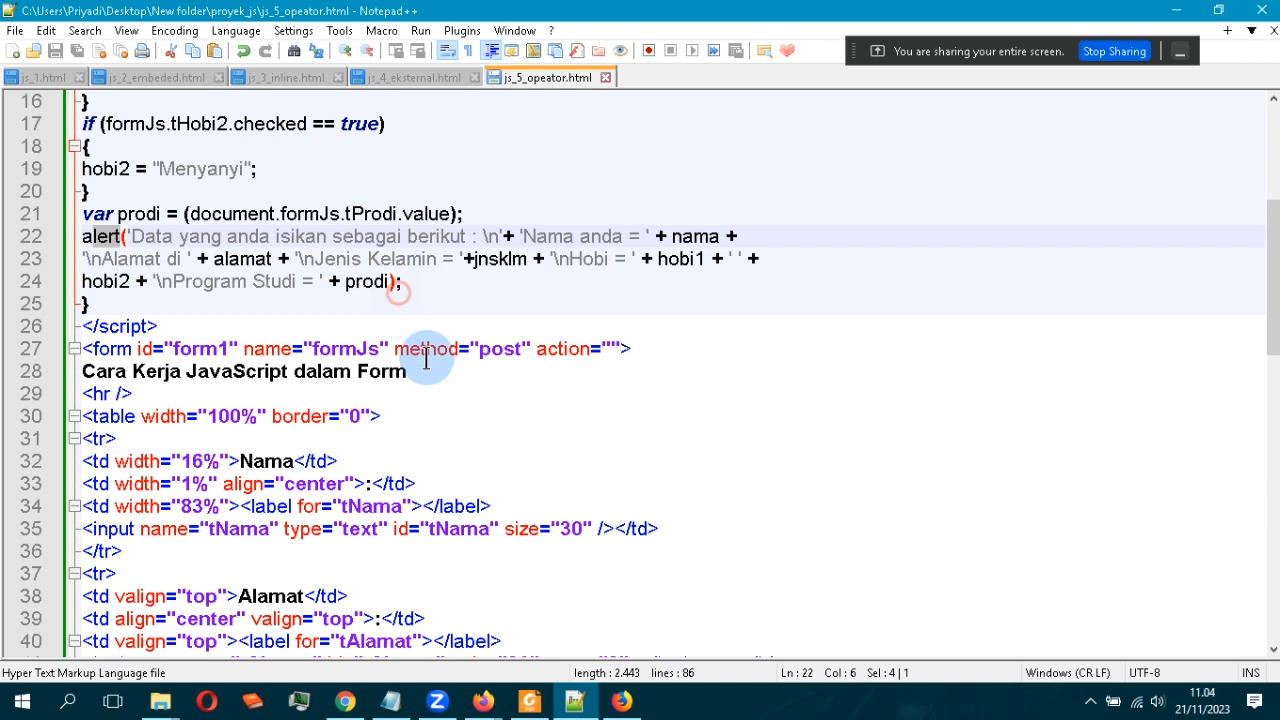 C:\Users\Priyadi\Desktop\New folder\proyek_js\js_5_opeator.html - Notepad++
File Edit Search View Encoding Language Settings Tools Macro Run Plugins Window ?
You are sharing your entire screen. Stop Sharing
js_1.html js_2_embeded.html js_3_inline.html js_4_eksternal.html js_5_opeator.html
16 }
17 if (formJs.tHobi2.checked == true)
18 {
19 hobi2 = "Menyanyi";
20 }
21 var prodi = (document.formJs.tProdi.value);
22 alert('Data yang anda isikan sebagai berikut : \n'+ 'Nama anda = ' + nama +
23 '\nAlamat di ' + alamat + '\nJenis Kelamin = '+jnsklm + '\nHobi = ' + hobi1 + ' ' +
24 hobi2 + '\nProgram Studi = ' + prodi);
25 }
26 </script>
27 <form id="form1" name="formJs" method="post" action="">
28 Cara Kerja JavaScript dalam Form
29 <hr />
30 <table width="100%" border="0">
31 <tr>
32 <td width="16%">Nama</td>
33 <td width="1%" align="center">:</td>
34 <td width="83%"><label for="tNama"></label>
35 <input name="tNama" type="text" id="tNama" size="30" /></td>
36 </tr>
37 <tr>
38 <td valign="top">Alamat</td>
39 <td align="center" valign="top">:</td>
40 <td valign="top"><label for="tAlamat"></label>
Hyper Text Markup Language file length : 2.443 lines : 86 Ln : 22 Col : 6 Sel : 4 | 1 Windows (CR LF) UTF-8 INS
11.04
21/11/2023